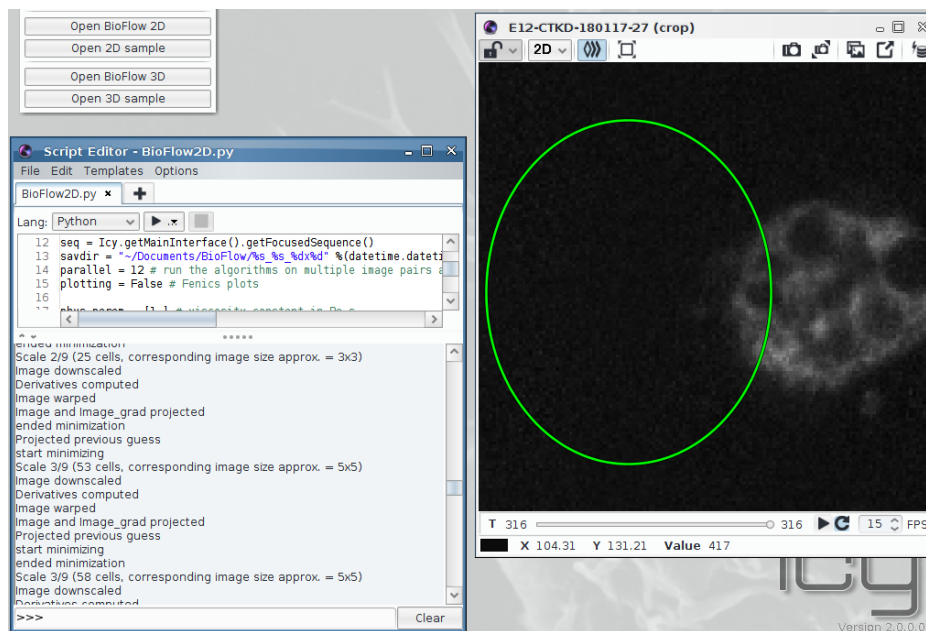 Open BioFlow 2D
Open 2D sample
Open BioFlow 3D
Open 3D sample
E12-CTKD-180117-27 (crop)
2D
Script Editor - BioFlow2D.py
File Edit Templates Options
BioFlow2D.py
Lang: Python
12 seq = Icy.getMainInterface().getFocusedSequence()
13 savdir = "~/Documents/BioFlow/%s_%s_%dx%d" %(datetime.dateti
14 parallel = 12 # run the algorithms on multiple image pairs a
15 plotting = False # Fenics plots
16
ended minimization
Scale 2/9 (25 cells, corresponding image size approx. = 3x3)
Image downscaled
Derivatives computed
Image warped
Image and Image_grad projected
ended minimization
Projected previous guess
start minimizing
Scale 3/9 (53 cells, corresponding image size approx. = 5x5)
Image downscaled
Derivatives computed
Image warped
Image and Image_grad projected
Projected previous guess
start minimizing
ended minimization
Scale 3/9 (58 cells, corresponding image size approx. = 5x5)
Image downscaled
Derivatives computed
>>>
Clear
T 316 316 15 FPS
X 104.31 Y 131.21 Value 417
icy
Version 2.0.0.0